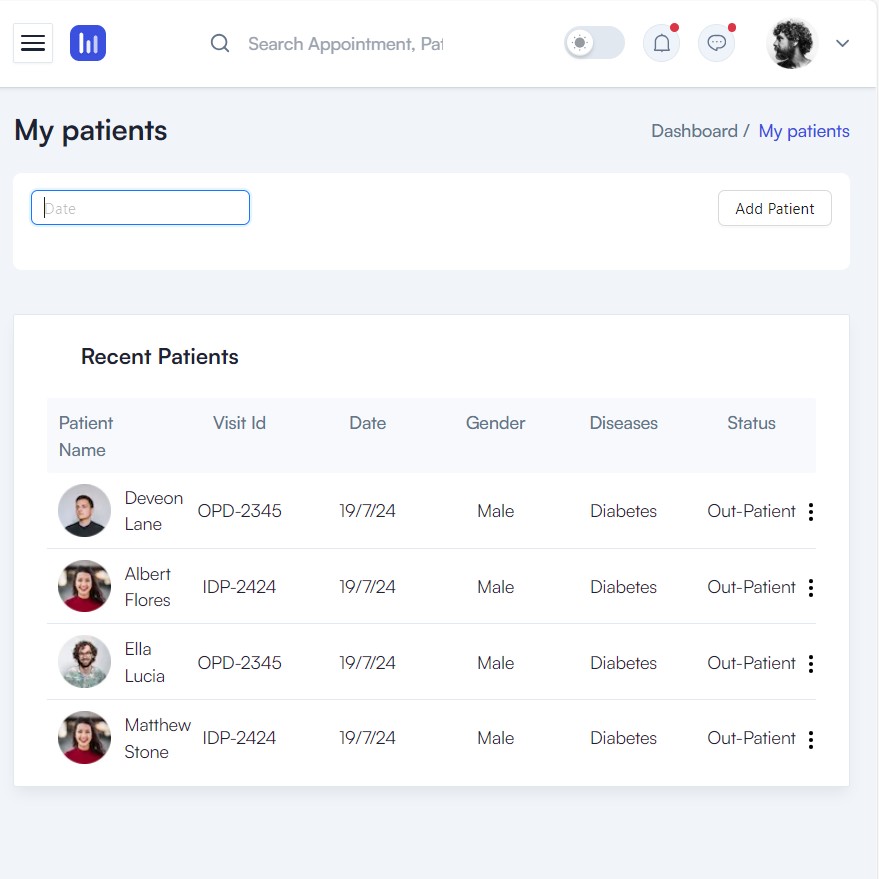 Search Appointment, Pat
My patients
Dashboard / My patients
Date
Add Patient
Recent Patients
Patient Name Visit Id Date Gender Diseases Status
Deveon Lane OPD-2345 19/7/24 Male Diabetes Out-Patient
Albert Flores IDP-2424 19/7/24 Male Diabetes Out-Patient
Ella Lucia OPD-2345 19/7/24 Male Diabetes Out-Patient
Matthew Stone IDP-2424 19/7/24 Male Diabetes Out-Patient